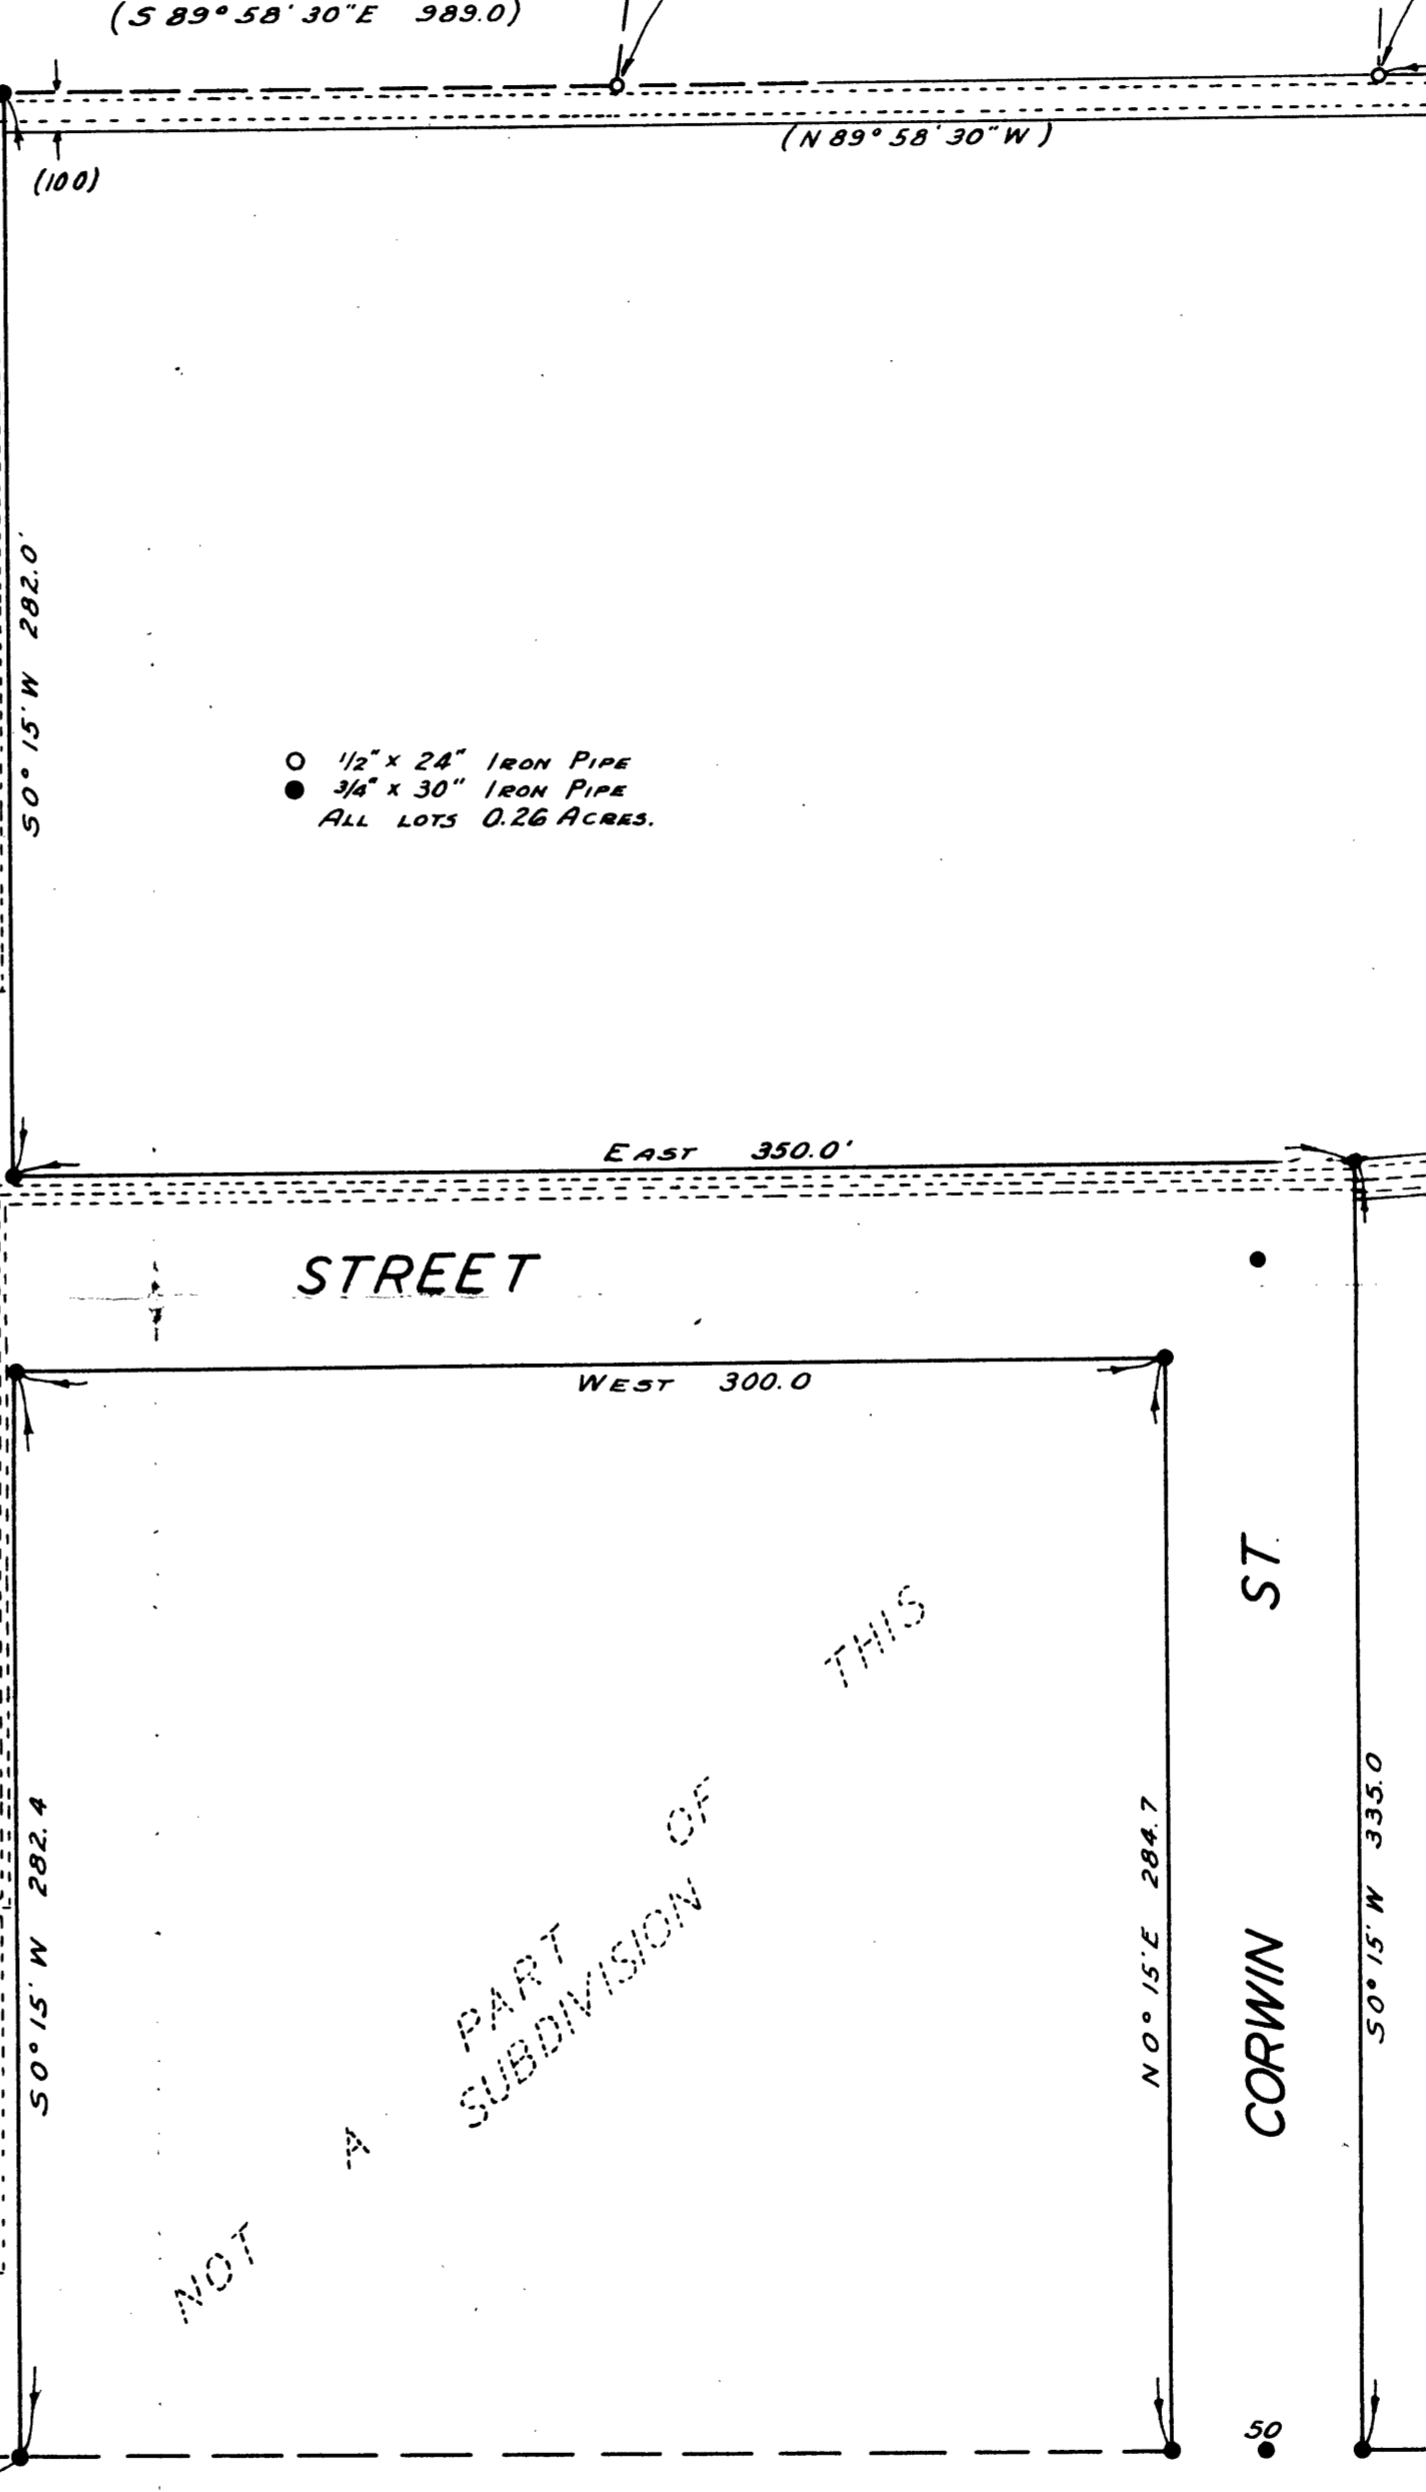 (S 89° 58' 30" E 989.0)
(N 89° 58' 30" W)
(100)
S 0° 15' W 282.0'
1/2" x 24" IRON PIPE
3/4" x 30" IRON PIPE
ALL LOTS 0.26 ACRES.
EAST 350.0'
STREET
WEST 300.0
ST.
THIS
OF
S 0° 15' W 335.0
S 0° 15' W 282.4
N 0° 15' E 284.7
PART
SUBDIVISION
CORWIN
A
NOT
50